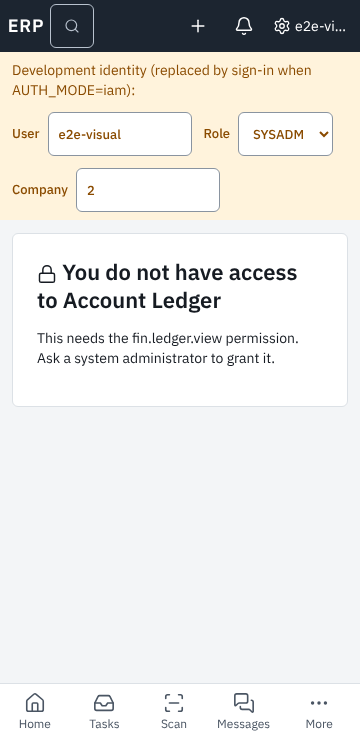 ERP
e2e-vi...
Development identity (replaced by sign-in when
AUTH_MODE=iam):
User e2e-visual Role SYSADM
Company 2
You do not have access
to Account Ledger
This needs the fin.ledger.view permission.
Ask a system administrator to grant it.
Home Tasks Scan Messages More